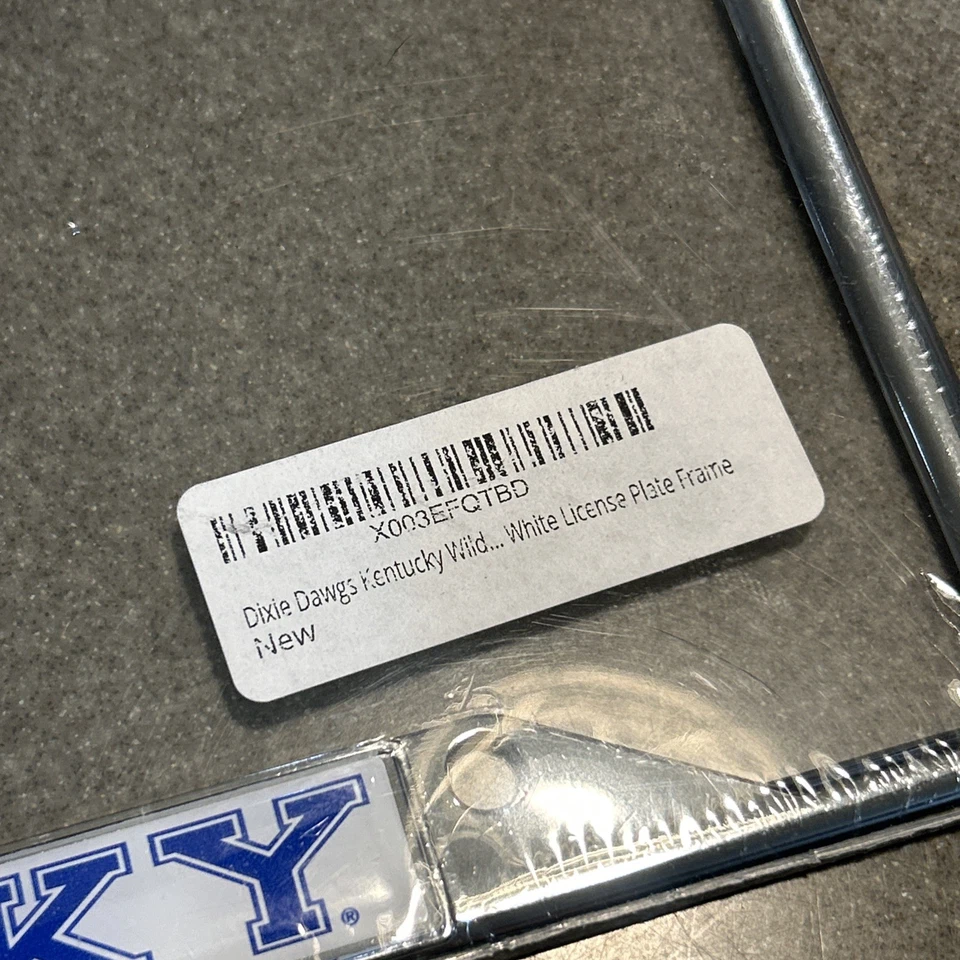 X003EFQTBD
Dixie Dawgs Kentucky Wild... White License Plate Frame
New
KY®